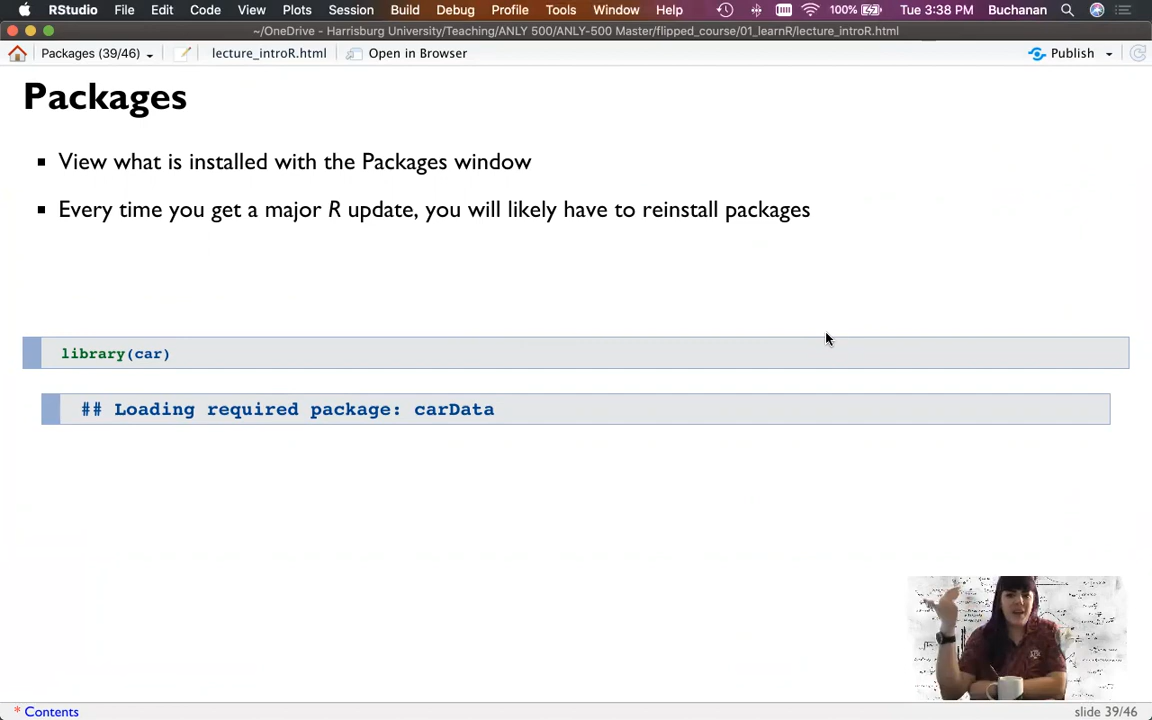 RStudio File Edit Code View Plots Session Build Debug Profile Tools Window Help 100% Tue 3:38 PM Buchanan
~/OneDrive - Harrisburg University/Teaching/ANLY 500/ANLY-500 Master/flipped_course/01_learnR/lecture_introR.html
Packages (39/46) lecture_introR.html Open in Browser Publish
Packages
View what is installed with the Packages window
Every time you get a major R update, you will likely have to reinstall packages
library(car)
## Loading required package: carData
* Contents slide 39/46